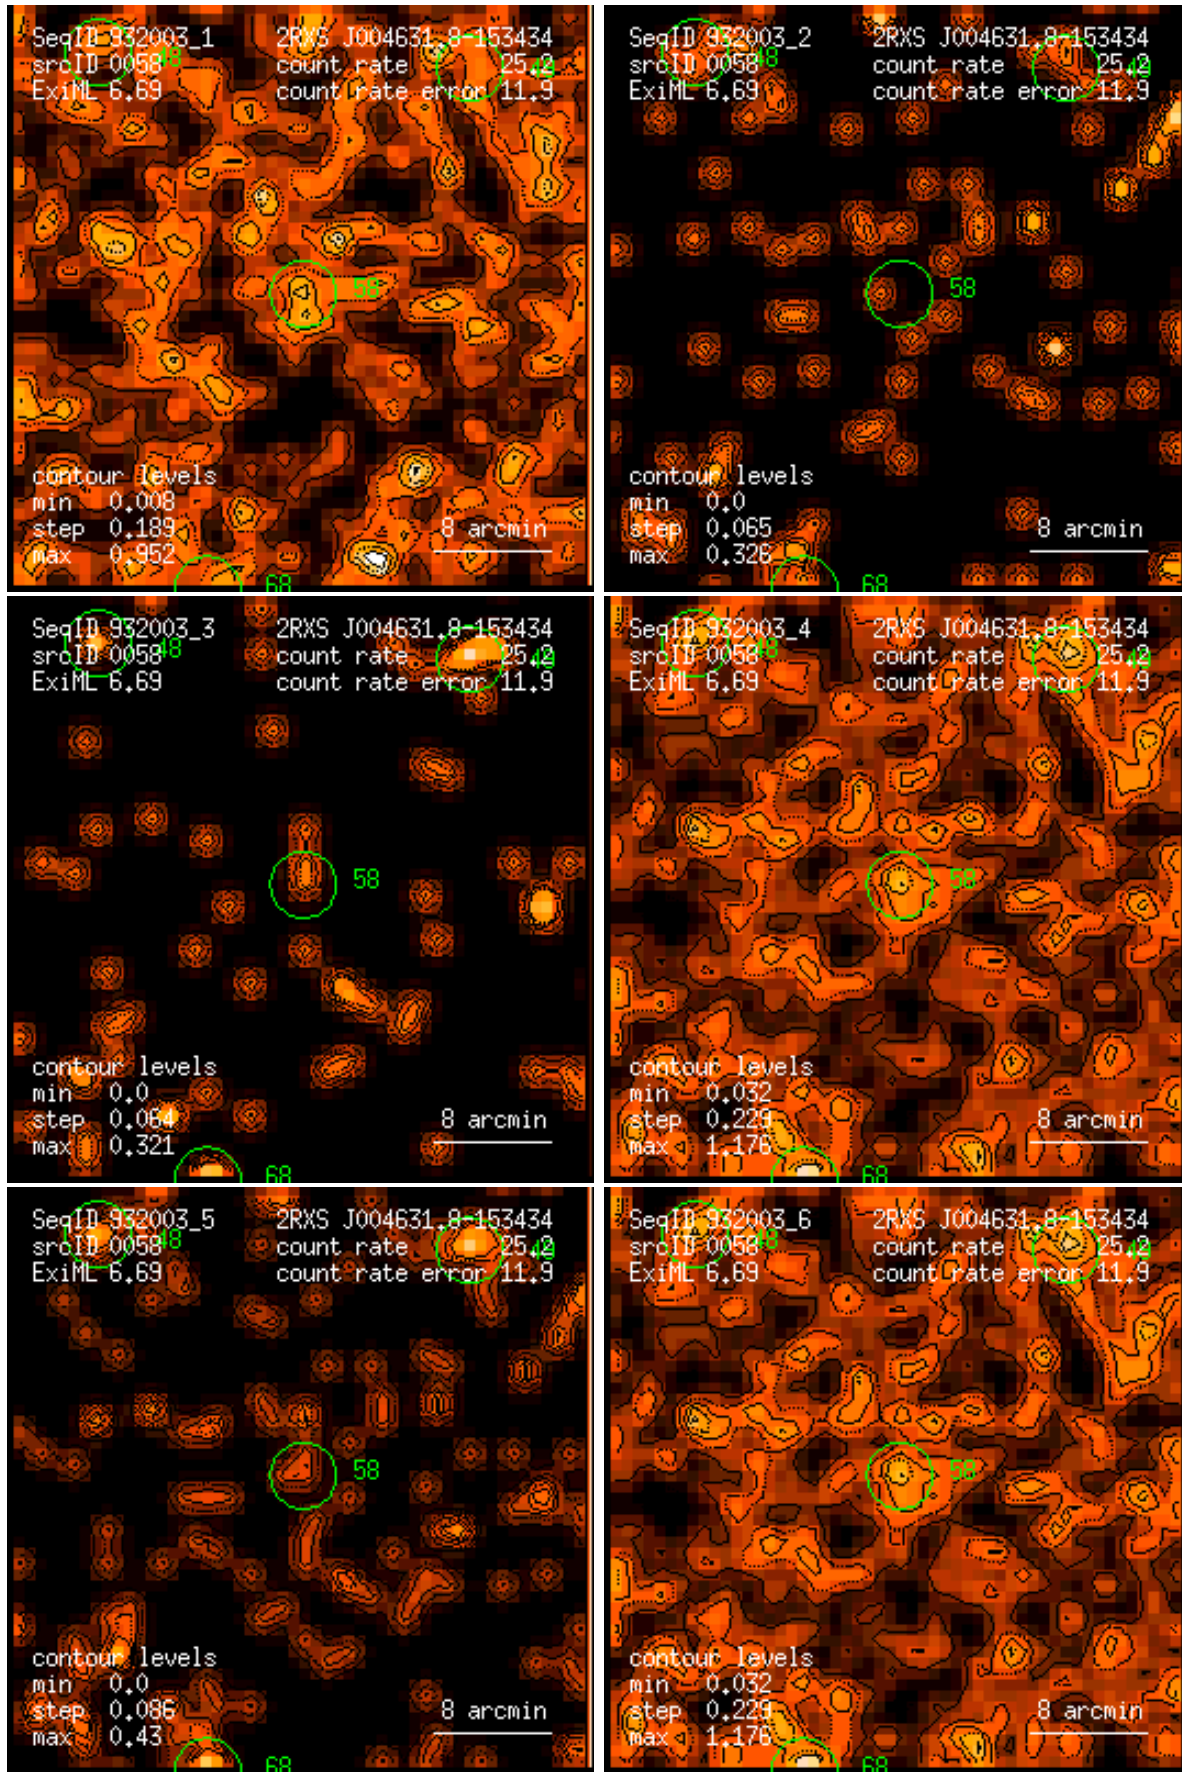 SeqID 932003_1 2RXS J004631.8-153434
srcID 0058 48 count rate 25.2
ExiML 6.69 count rate error 11.9
58
contour levels
min 0.008
step 0.189 8 arcmin
max 0.952
68
SeqID 932003_2 2RXS J004631.8-153434
srcID 0058 48 count rate 25.2
ExiML 6.69 count rate error 11.9
58
contour levels
min 0.0
step 0.065 8 arcmin
max 0.326
68
SeqID 932003_3 2RXS J004631.8-153434
srcID 0058 48 count rate 25.2
ExiML 6.69 count rate error 11.9
58
contour levels
min 0.0
step 0.064 8 arcmin
max 0.321
68
SeqID 932003_4 2RXS J004631.8-153434
srcID 0058 48 count rate 25.2
ExiML 6.69 count rate error 11.9
58
contour levels
min 0.032
step 0.229 8 arcmin
max 1.176
68
SeqID 932003_5 2RXS J004631.8-153434
srcID 0058 48 count rate 25.2
ExiML 6.69 count rate error 11.9
58
contour levels
min 0.0
step 0.086 8 arcmin
max 0.43
68
SeqID 932003_6 2RXS J004631.8-153434
srcID 0058 48 count rate 25.2
ExiML 6.69 count rate error 11.9
58
contour levels
min 0.032
step 0.229 8 arcmin
max 1.176
68